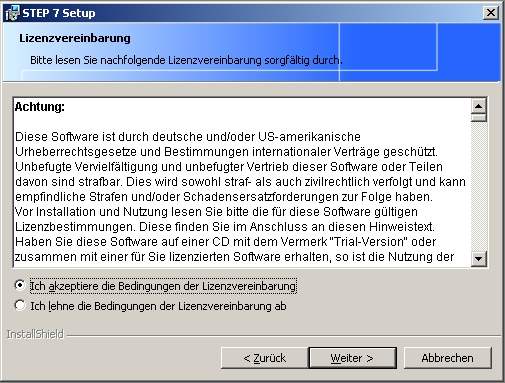 STEP 7 Setup
Lizenzvereinbarung
Bitte lesen Sie nachfolgende Lizenzvereinbarung sorgfältig durch.
Achtung:
Diese Software ist durch deutsche und/oder US-amerikanische
Urheberrechtsgesetze und Bestimmungen internationaler Verträge geschützt.
Unbefugte Vervielfältigung und unbefugter Vertrieb dieser Software oder Teilen
davon sind strafbar. Dies wird sowohl straf- als auch zivilrechtlich verfolgt und kann
empfindliche Strafen und/oder Schadensersatzforderungen zur Folge haben.
Vor Installation und Nutzung lesen Sie bitte die für diese Software gültigen
Lizenzbestimmungen. Diese finden Sie im Anschluss an diesen Hinweistext.
Haben Sie diese Software auf einer CD mit dem Vermerk "Trial-Version" oder
zusammen mit einer für Sie lizenzierten Software erhalten, so ist die Nutzung der
Ich akzeptiere die Bedingungen der Lizenzvereinbarung
Ich lehne die Bedingungen der Lizenzvereinbarung ab
InstallShield
< Zurück
Weiter >
Abbrechen